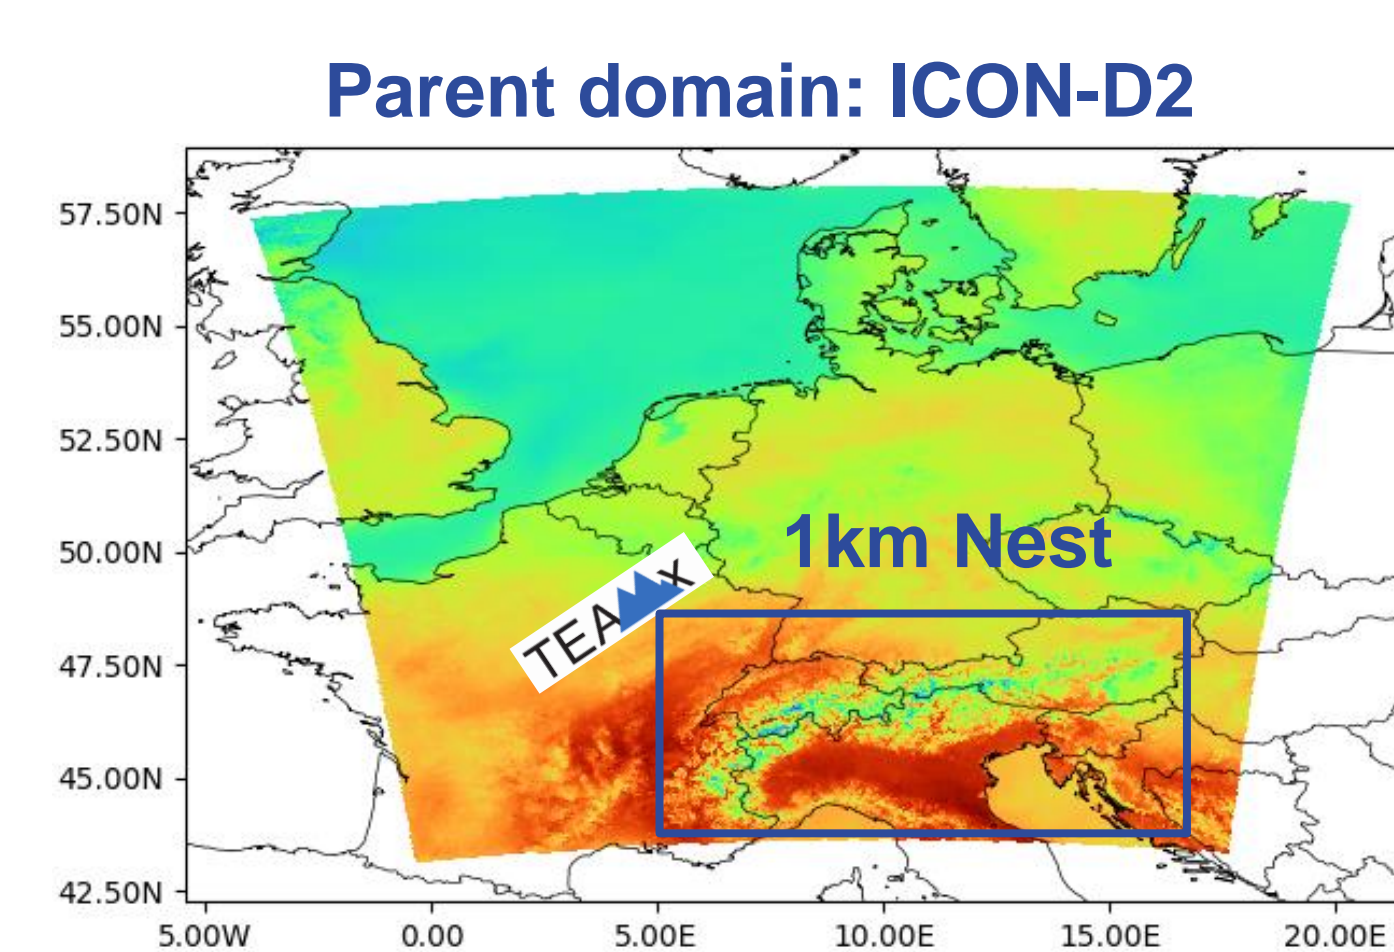 Parent domain: ICON-D2
57.50N
55.00N
52.50N
50.00N
47.50N
45.00N
42.50N
1km Nest
TEAMX
5.00W
0.00
5.00E
10.00E
15.00E
20.00E